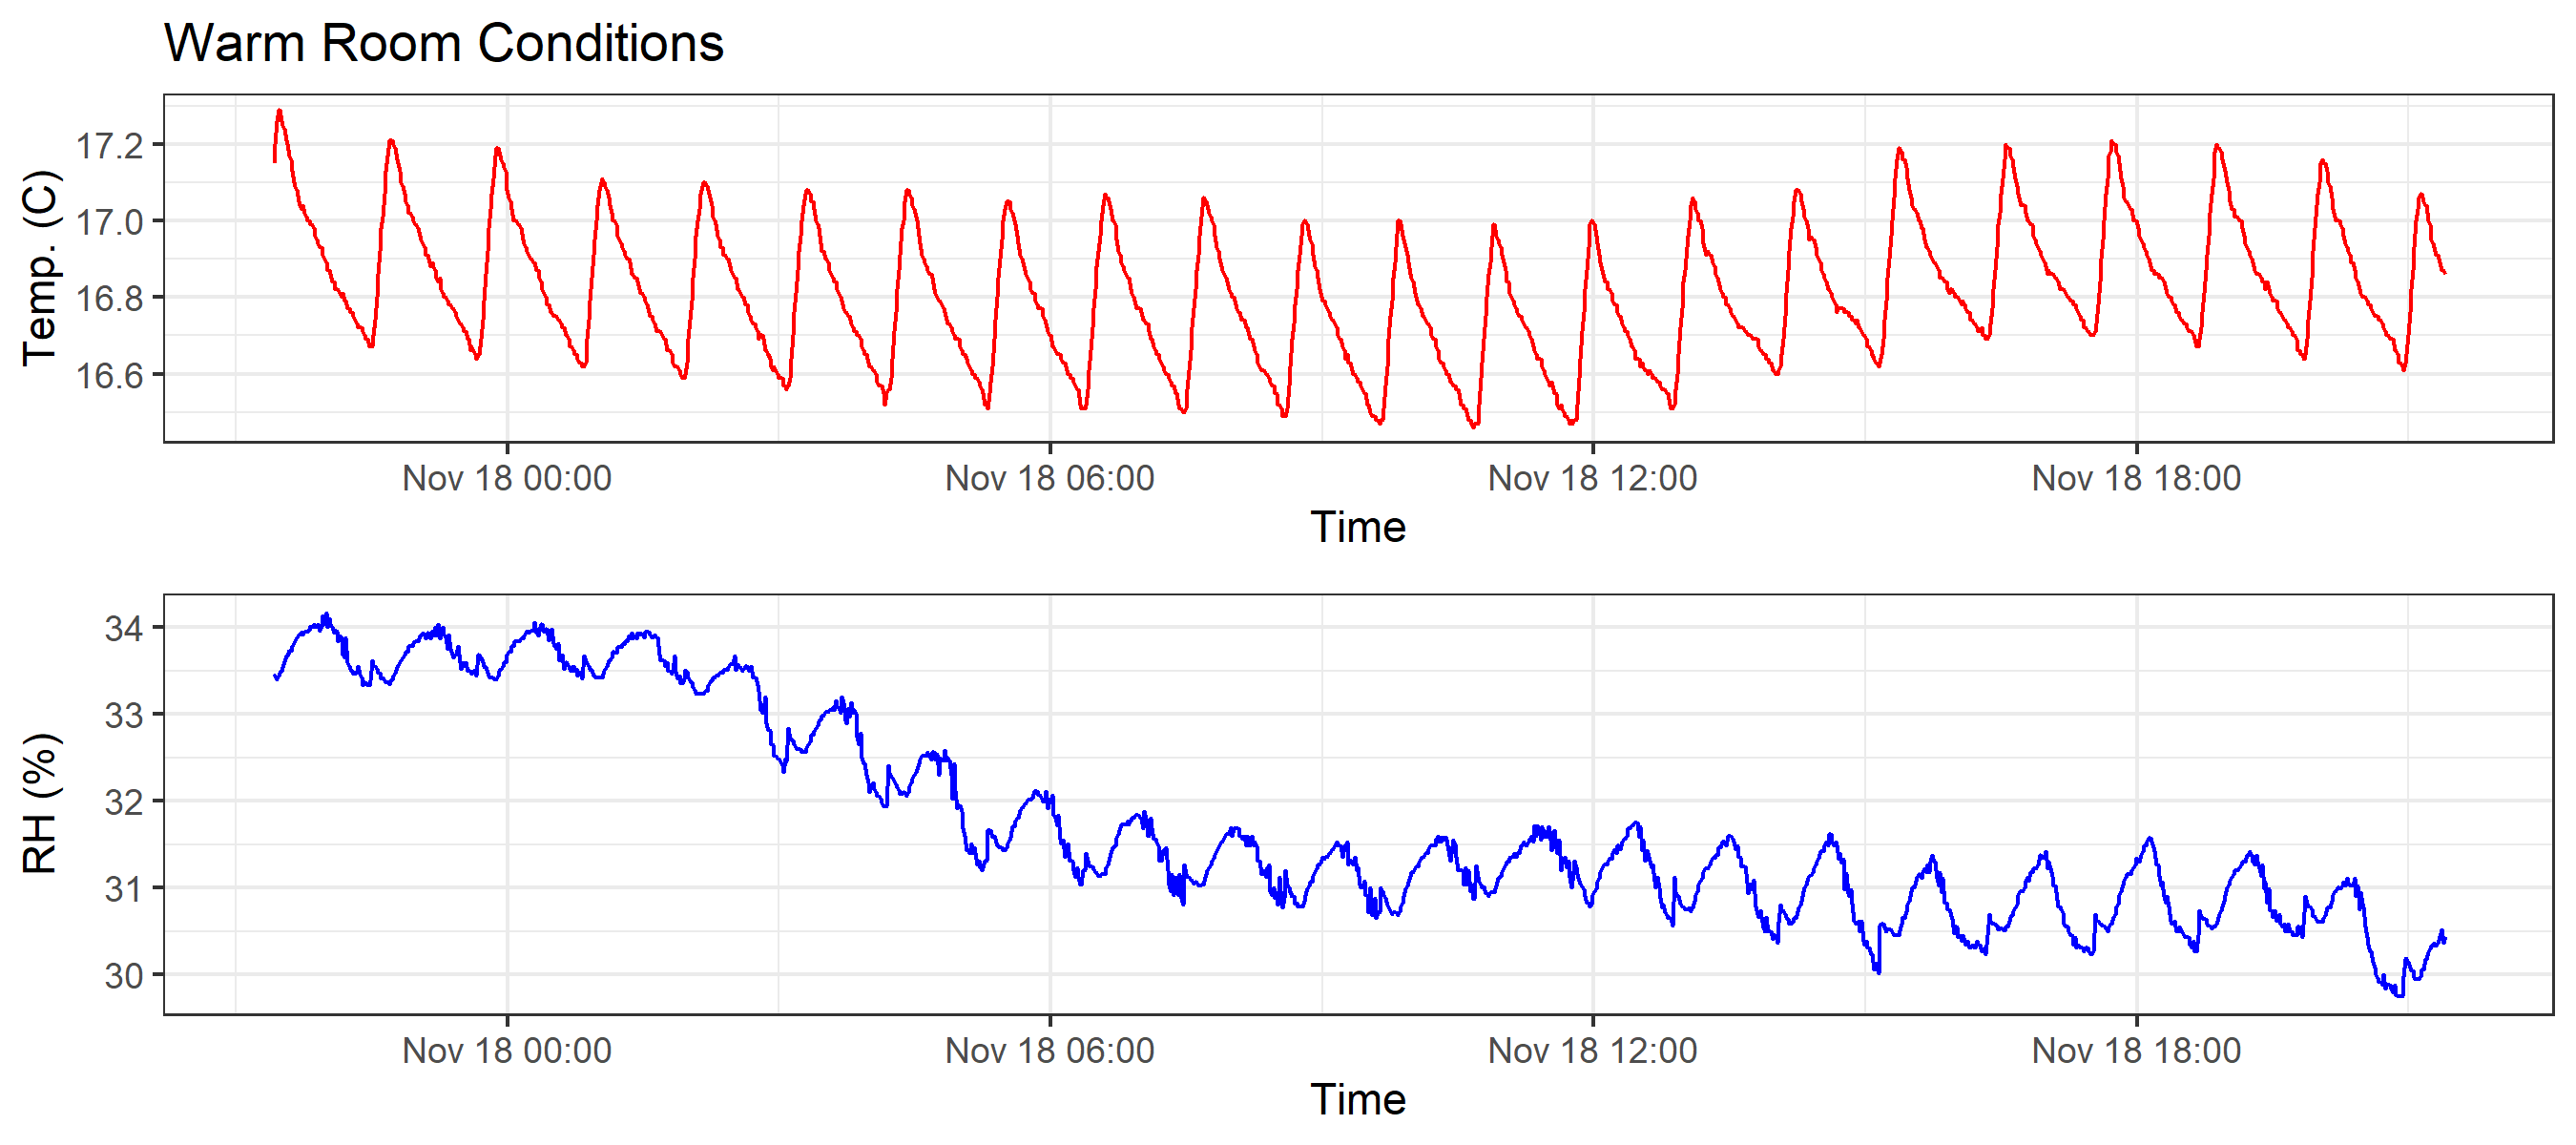 Warm Room Conditions
Temp. (C)
17.2
17.0
16.8
16.6
Nov 18 00:00 Nov 18 06:00 Nov 18 12:00 Nov 18 18:00
Time
RH (%)
34
33
32
31
30
Nov 18 00:00 Nov 18 06:00 Nov 18 12:00 Nov 18 18:00
Time